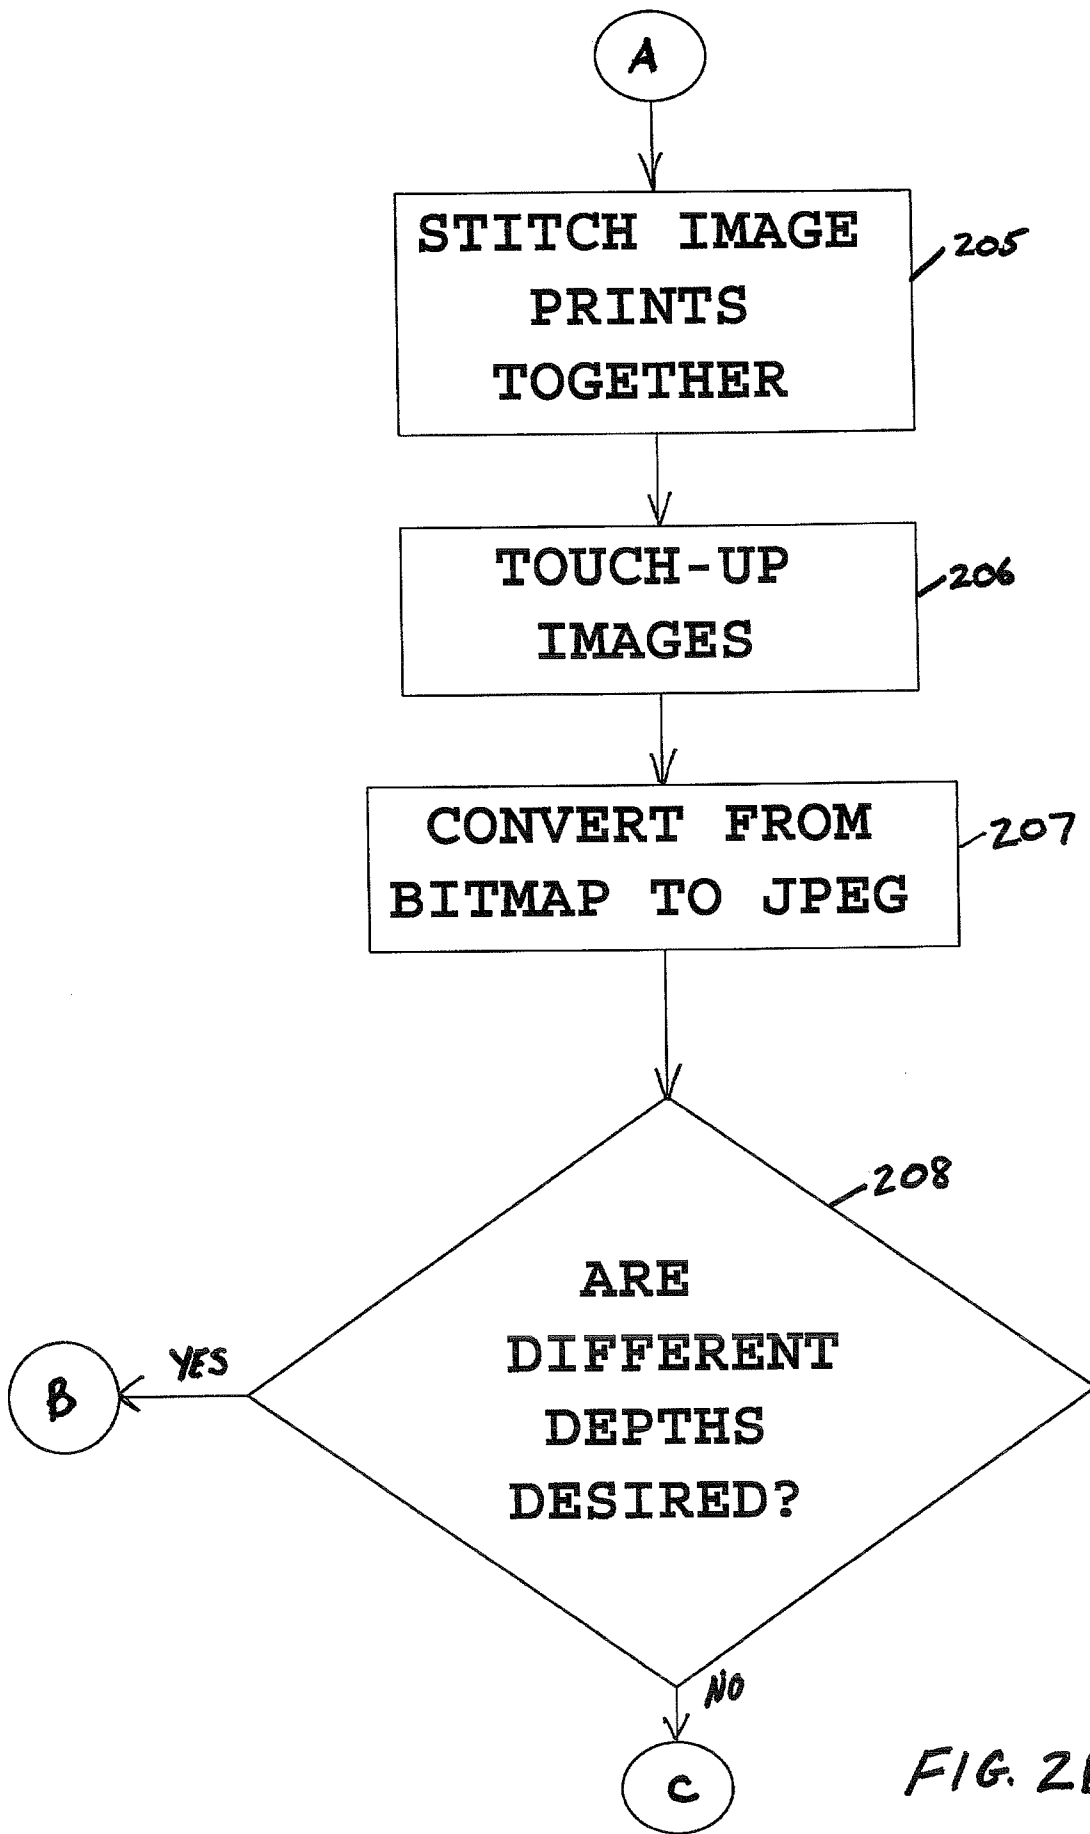 A
STITCH IMAGE
PRINTS
TOGETHER
205
TOUCH-UP
IMAGES
206
CONVERT FROM
BITMAP TO JPEG
207
208
ARE
DIFFERENT
DEPTHS
DESIRED?
YES
B
NO
C
FIG.